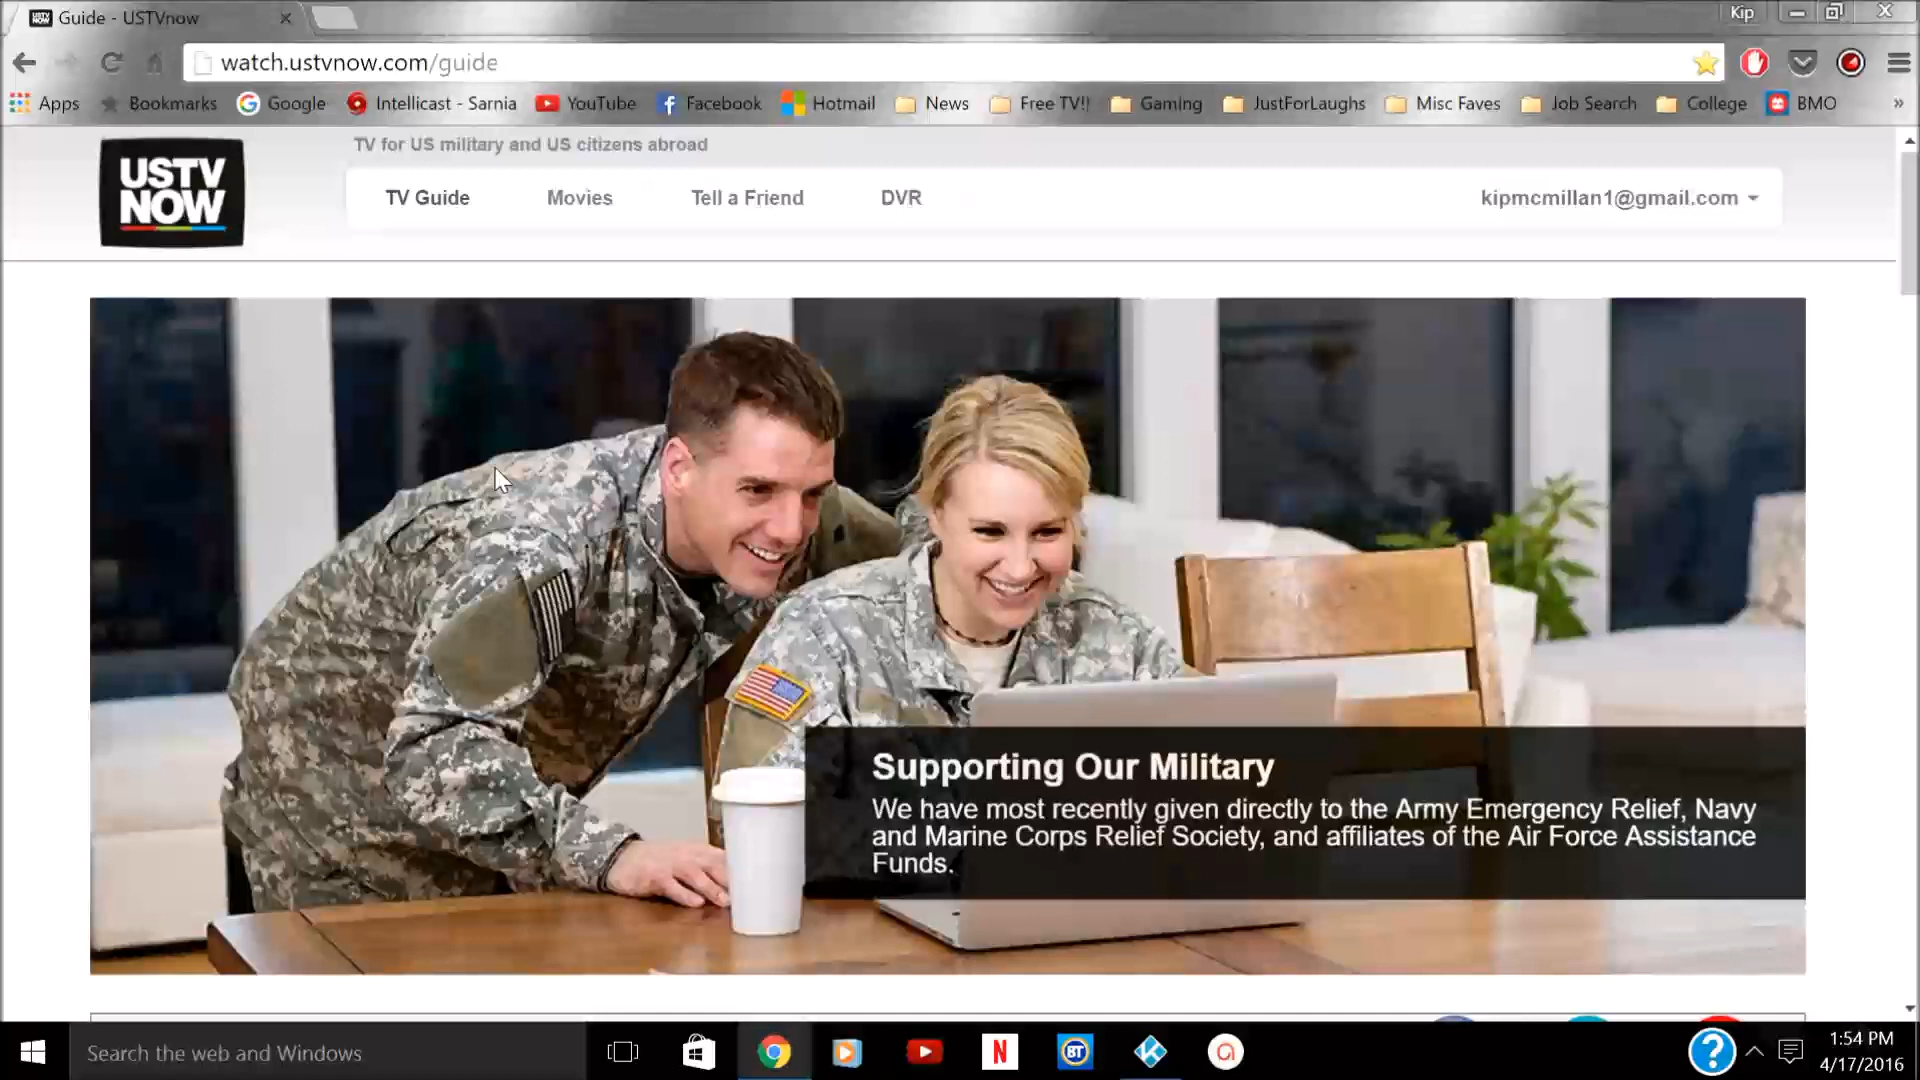 USTV NOW
Guide - USTVnow
Kip
watch.ustvnow.com/guide
Apps
Bookmarks
G
Google
Intellicast - Sarnia
YouTube
f
Facebook
Hotmail
News
Free TV!!
Gaming
JustForLaughs
Misc Faves
Job Search
College
BMO
»
TV for US military and US citizens abroad
USTV
NOW
TV Guide
Movies
Tell a Friend
DVR
kipmcmillan1@gmail.com
Supporting Our Military
We have most recently given directly to the Army Emergency Relief, Navy
and Marine Corps Relief Society, and affiliates of the Air Force Assistance
Funds.
Search the web and Windows
N
BT
?
1:54 PM
4/17/2016